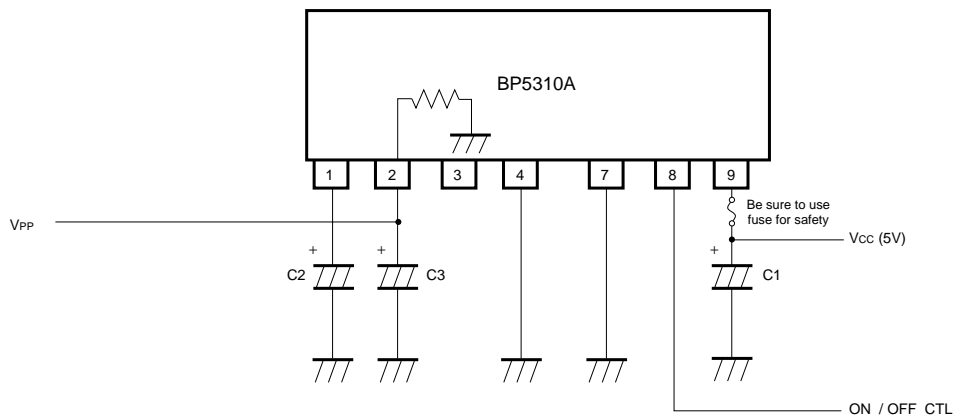 BP5310A
1 2 3 4 7 8 9
Be sure to use
fuse for safety
VPP
VCC (5V)
+ + +
C2 C3 C1
ON / OFF CTL